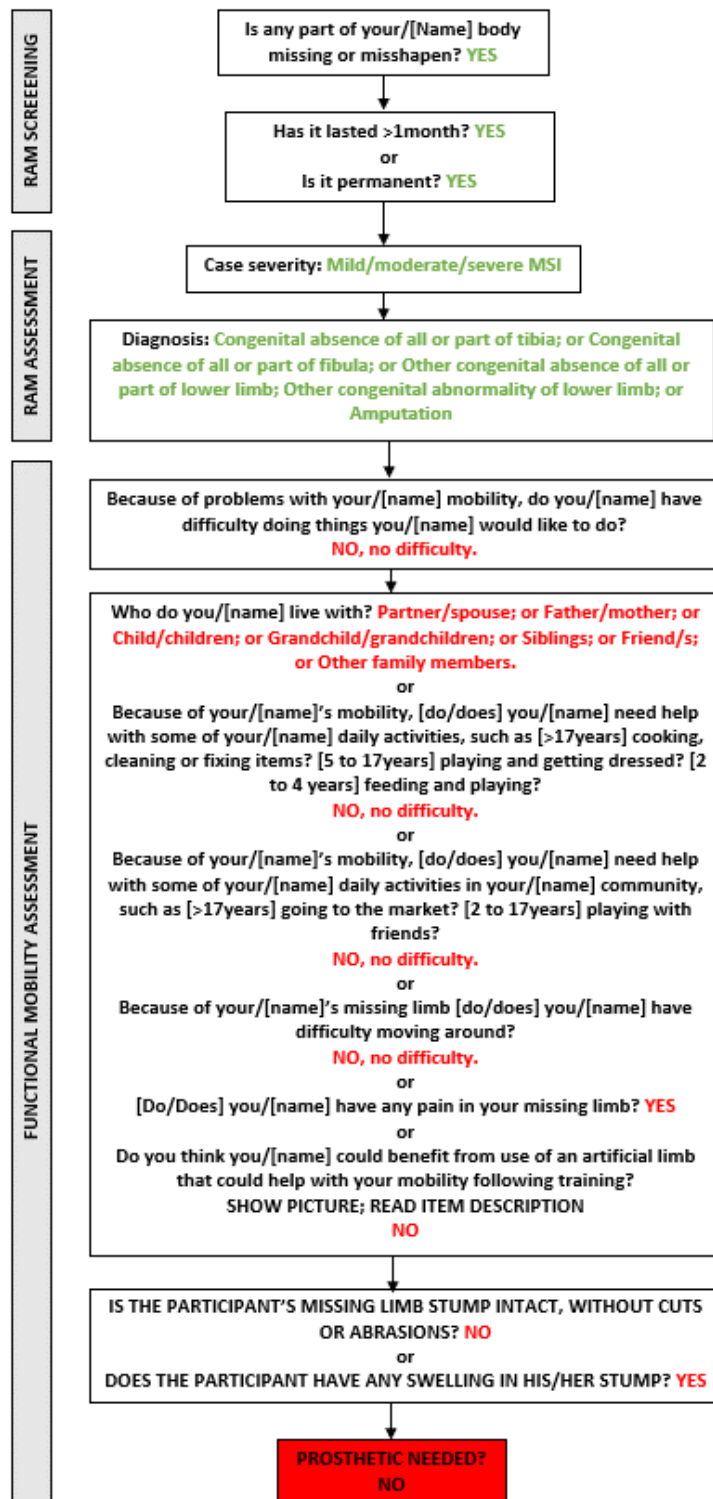 RAM SCREEENING
Is any part of your/[Name] body
missing or misshapen? YES
Has it lasted >1month? YES
or
Is it permanent? YES
RAM ASSESSMENT
Case severity: Mild/moderate/severe MSI
Diagnosis: Congenital absence of all or part of tibia; or Congenital
absence of all or part of fibula; or Other congenital absence of all or
part of lower limb; Other congenital abnormality of lower limb; or
Amputation
FUNCTIONAL MOBILITY ASSESSMENT
Because of problems with your/[name] mobility, do you/[name] have
difficulty doing things you/[name] would like to do?
NO, no difficulty.
Who do you/[name] live with? Partner/spouse; or Father/mother; or
Child/children; or Grandchild/grandchildren; or Siblings; or Friend/s;
or Other family members.
or
Because of your/[name]'s mobility, [do/does] you/[name] need help
with some of your/[name] daily activities, such as [>17years] cooking,
cleaning or fixing items? [5 to 17years] playing and getting dressed? [2
to 4 years] feeding and playing?
NO, no difficulty.
or
Because of your/[name]'s mobility, [do/does] you/[name] need help
with some of your/[name] daily activities in your/[name] community,
such as [>17years] going to the market? [2 to 17years] playing with
friends?
NO, no difficulty.
or
Because of your/[name]'s missing limb [do/does] you/[name] have
difficulty moving around?
NO, no difficulty.
or
[Do/Does] you/[name] have any pain in your missing limb? YES
or
Do you think you/[name] could benefit from use of an artificial limb
that could help with your mobility following training?
SHOW PICTURE; READ ITEM DESCRIPTION
NO
IS THE PARTICIPANT'S MISSING LIMB STUMP INTACT, WITHOUT CUTS
OR ABRASIONS? NO
or
DOES THE PARTICIPANT HAVE ANY SWELLING IN HIS/HER STUMP? YES
PROSTHETIC NEEDED?
NO